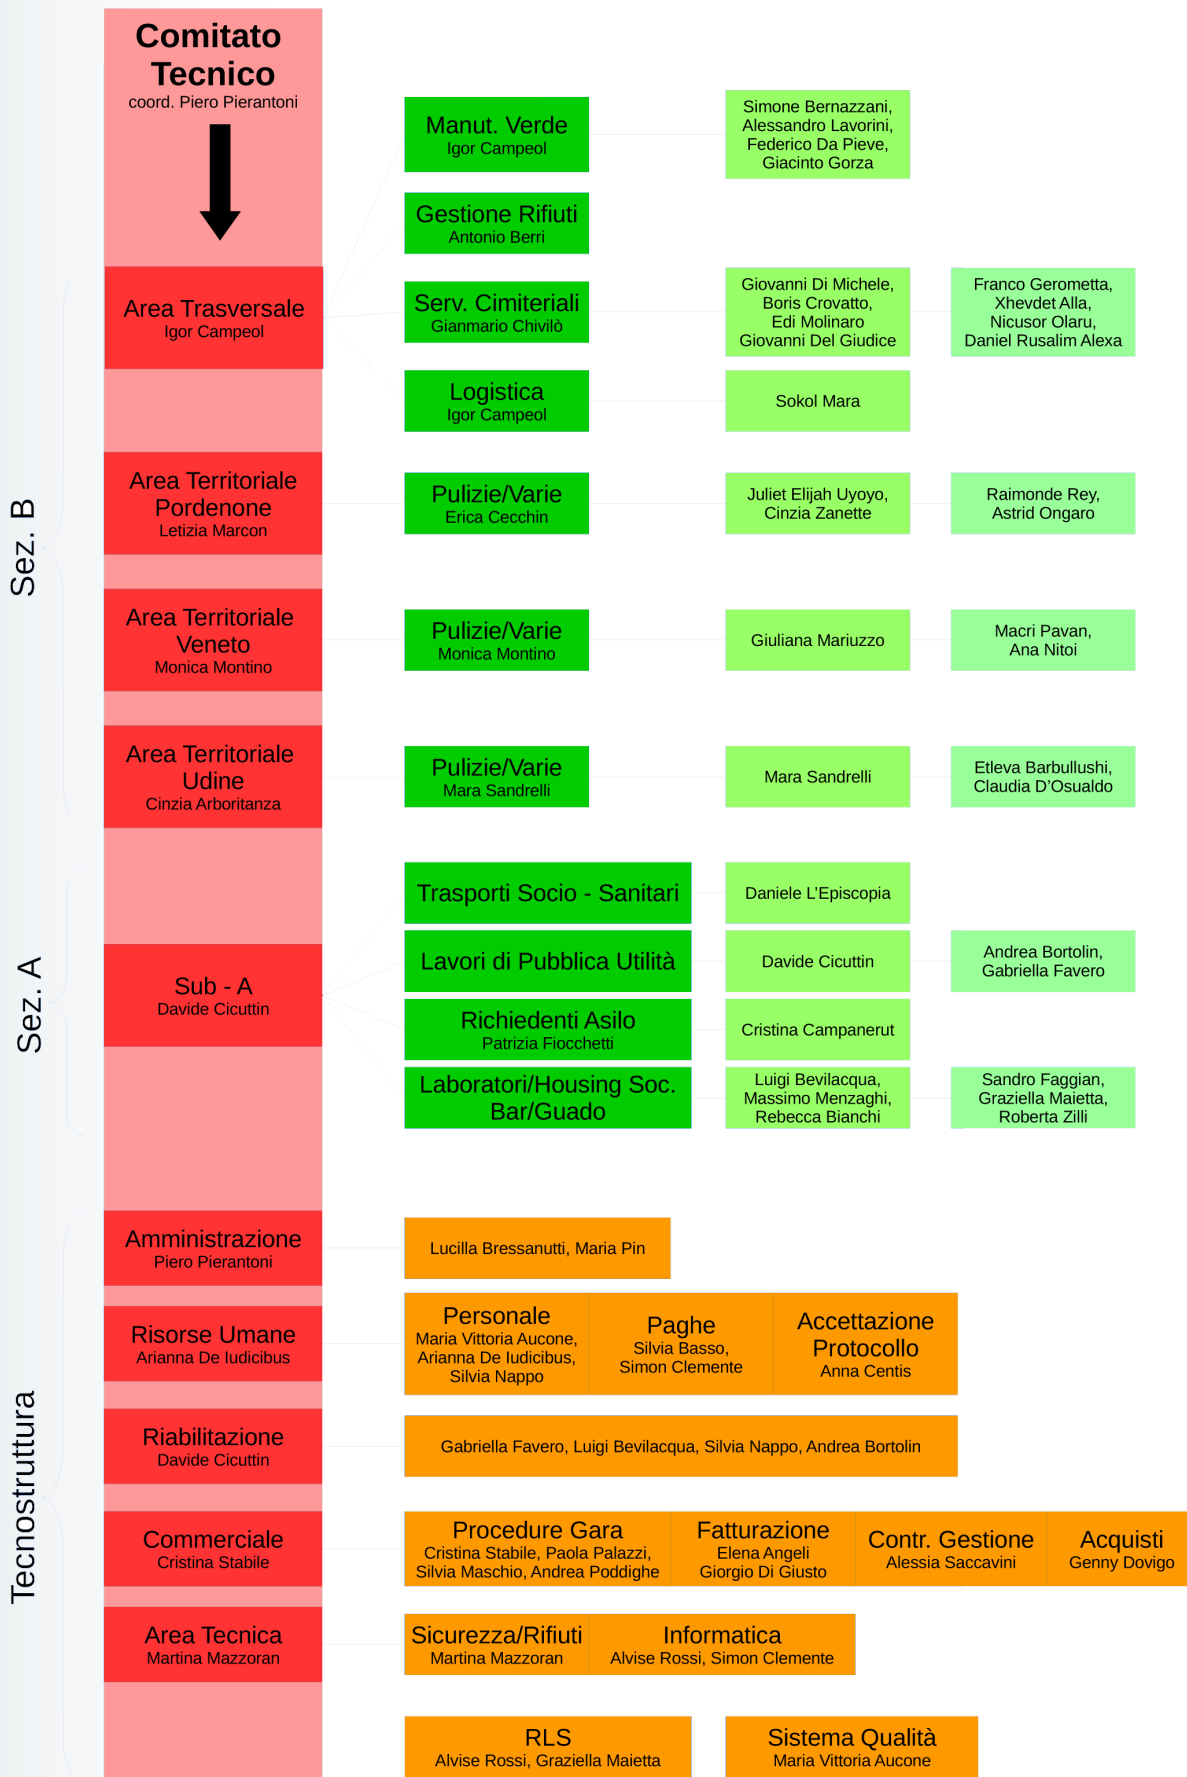 Comitato
Tecnico
coord. Piero Pierantoni
Manut. Verde
Igor Campeol
Simone Bernazzani,
Alessandro Lavorini,
Federico Da Pieve,
Giacinto Gorza
Gestione Rifiuti
Antonio Berri
Sez. B
Area Trasversale
Igor Campeol
Serv. Cimiteriali
Gianmario Chivilò
Giovanni Di Michele,
Boris Crovatto,
Edi Molinaro
Giovanni Del Giudice
Franco Gerometta,
Xhevdet Alla,
Nicusor Olaru,
Daniel Rusalim Alexa
Logistica
Igor Campeol
Sokol Mara
Area Territoriale
Pordenone
Letizia Marcon
Pulizie/Varie
Erica Cecchin
Juliet Elijah Uyoyo,
Cinzia Zanette
Raimonde Rey,
Astrid Ongaro
Area Territoriale
Veneto
Monica Montino
Pulizie/Varie
Monica Montino
Giuliana Mariuzzo
Macri Pavan,
Ana Nitoi
Area Territoriale
Udine
Cinzia Arboritanza
Pulizie/Varie
Mara Sandrelli
Mara Sandrelli
Etleva Barbullushi,
Claudia D'Osualdo
Sez. A
Sub - A
Davide Cicuttin
Trasporti Socio - Sanitari
Daniele L'Episcopia
Lavori di Pubblica Utilità
Davide Cicuttin
Andrea Bortolin,
Gabriella Favero
Richiedenti Asilo
Patrizia Fiocchetti
Cristina Campanerut
Laboratori/Housing Soc.
Bar/Guado
Luigi Bevilacqua,
Massimo Menzaghi,
Rebecca Bianchi
Sandro Faggian,
Graziella Maietta,
Roberta Zilli
Tecnostruttura
Amministrazione
Piero Pierantoni
Lucilla Bressanutti, Maria Pin
Risorse Umane
Arianna De Iudicibus
Personale
Maria Vittoria Aucone,
Arianna De Iudicibus,
Silvia Nappo
Paghe
Silvia Basso,
Simon Clemente
Accettazione
Protocollo
Anna Centis
Riabilitazione
Davide Cicuttin
Gabriella Favero, Luigi Bevilacqua, Silvia Nappo, Andrea Bortolin
Commerciale
Cristina Stabile
Procedure Gara
Cristina Stabile, Paola Palazzi,
Silvia Maschio, Andrea Poddighe
Fatturazione
Elena Angeli
Giorgio Di Giusto
Contr. Gestione
Alessia Saccavini
Acquisti
Genny Dovigo
Area Tecnica
Martina Mazzoran
Sicurezza/Rifiuti
Martina Mazzoran
Informatica
Alvise Rossi, Simon Clemente
RLS
Alvise Rossi, Graziella Maietta
Sistema Qualità
Maria Vittoria Aucone